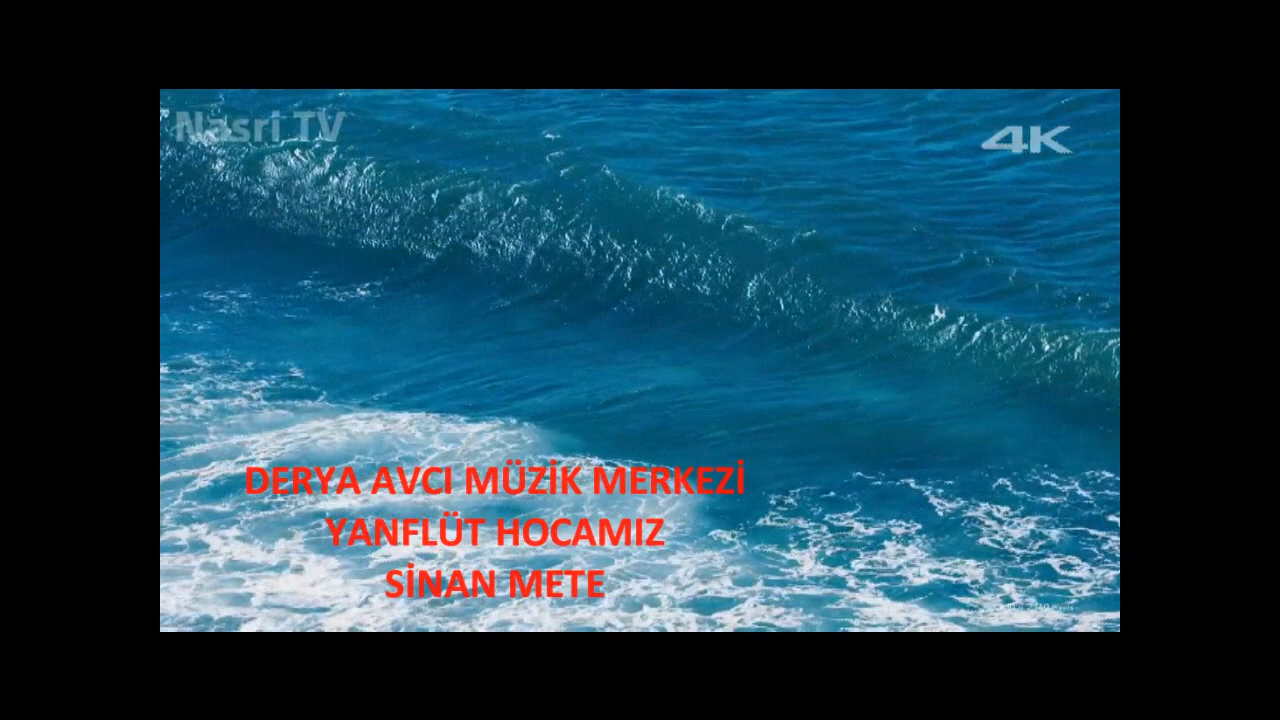 Nasri TV
4K
DERYA AVCI MÜZİK MERKEZİ
YANFLÜT HOCAMIZ
SİNAN METE